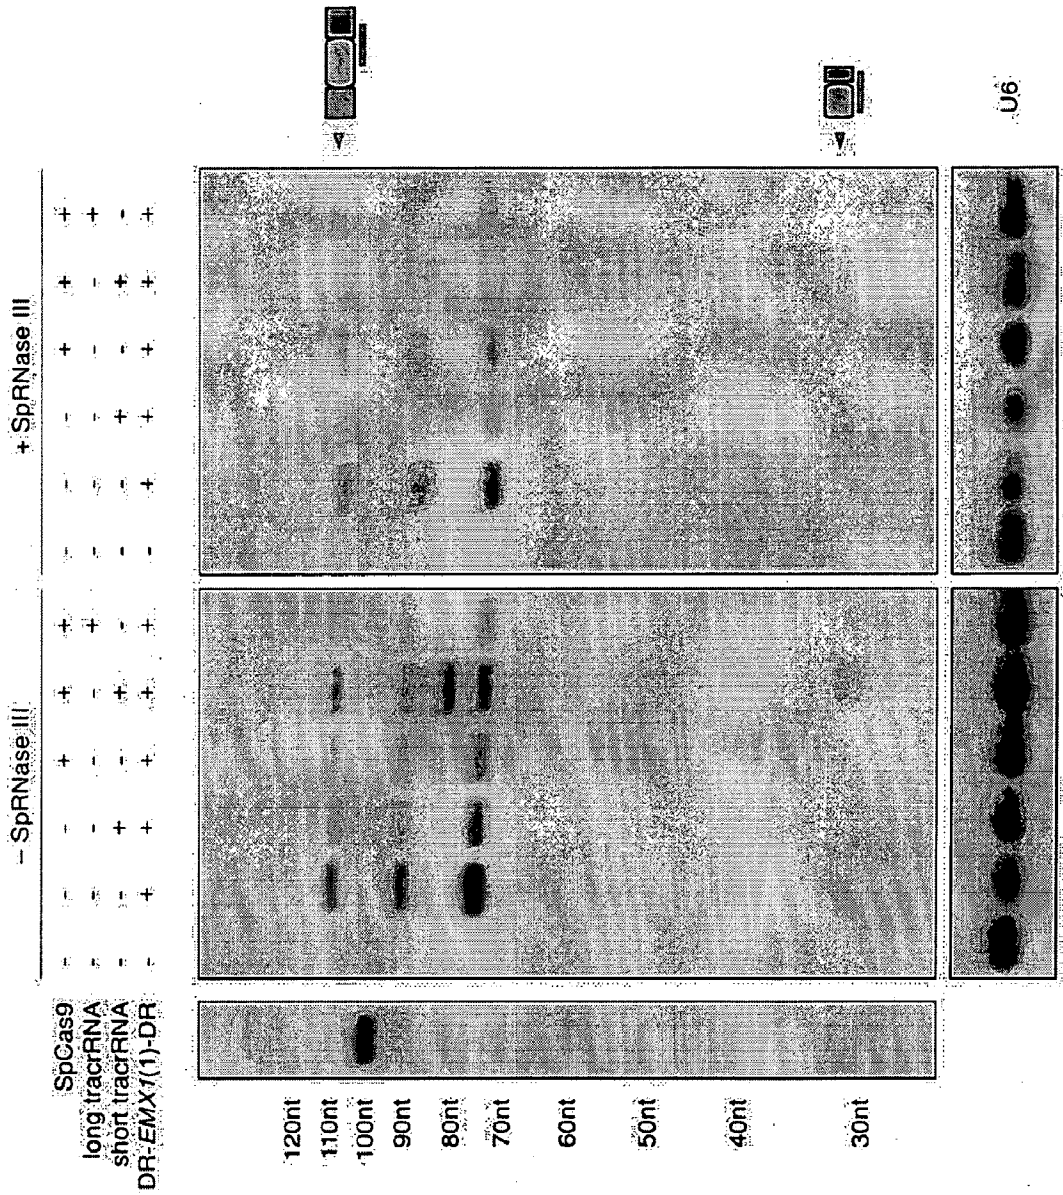 − SpRNase III + SpRNase III
SpCas9 - - - + + + - - - + + +
long tracrRNA - - - - - + - - - - - +
short tracrRNA - - + - + - - - + - + -
DR-EMX1(1)-DR - + + + + + - + + + + +
120nt
110nt
100nt
90nt
80nt
70nt
60nt
50nt
40nt
30nt
U6